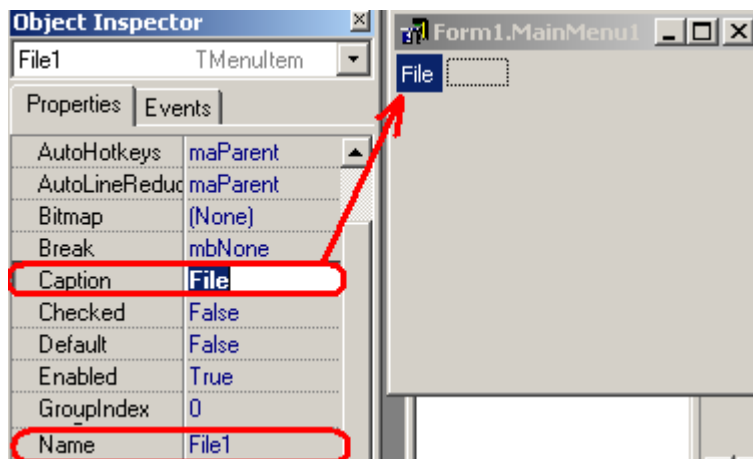 Object Inspector
File1 TMenuItem
Properties Events
AutoHotkeys maParent
AutoLineReduc maParent
Bitmap (None)
Break mbNone
Caption File
Checked False
Default False
Enabled True
GroupIndex 0
Name File1
Form1.MainMenu1
File